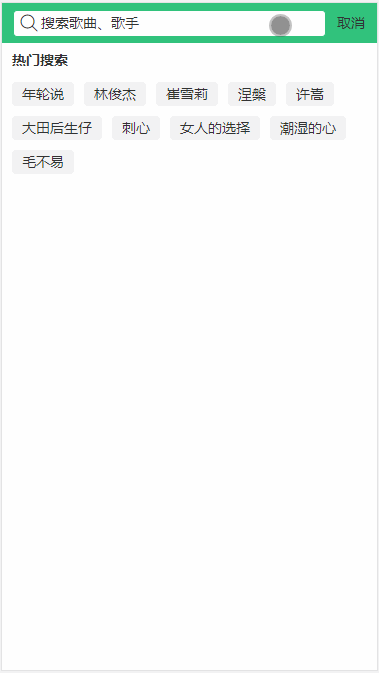 搜索歌曲、歌手 取消
热门搜索
年轮说 林俊杰 崔雪莉 涅槃 许嵩
大田后生仔 刺心 女人的选择 潮湿的心
毛不易